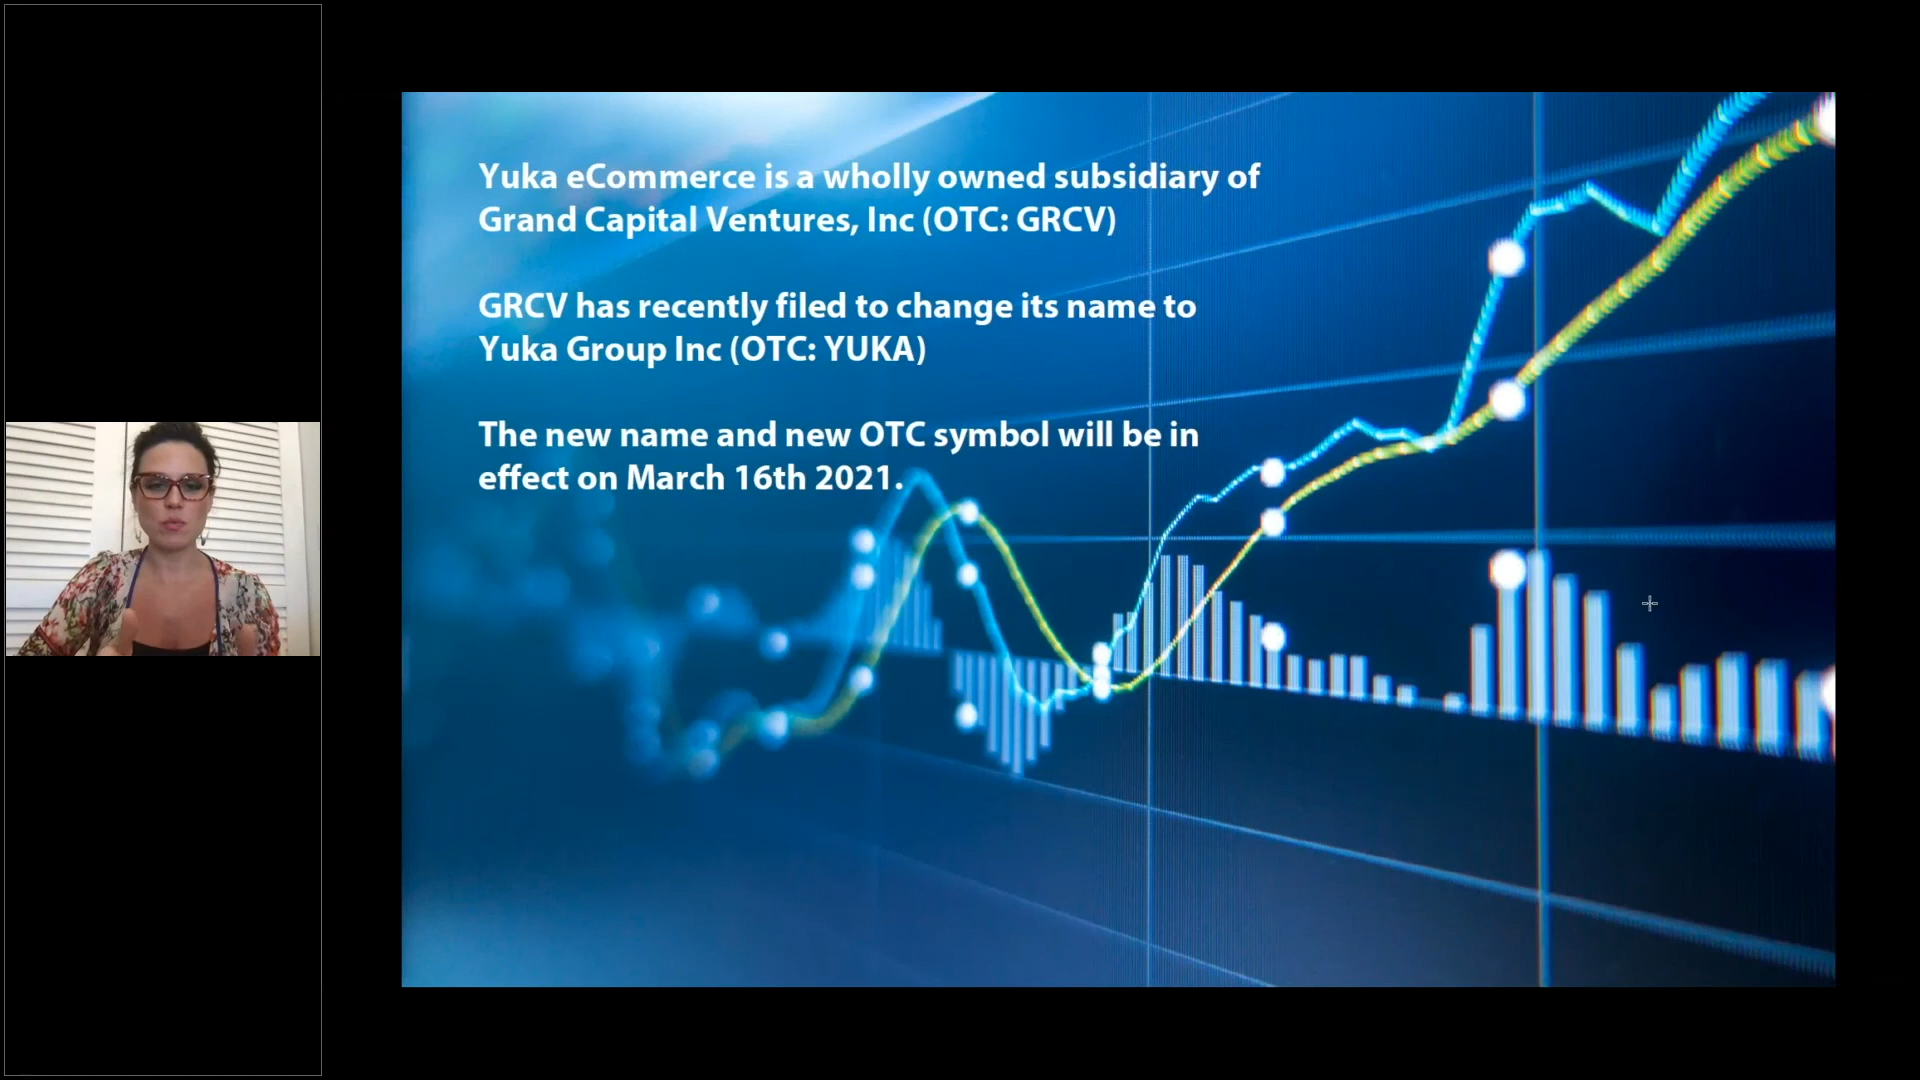 Yuka eCommerce is a wholly owned subsidiary of
Grand Capital Ventures, Inc (OTC: GRCV)
GRCV has recently filed to change its name to
Yuka Group Inc (OTC: YUKA)
The new name and new OTC symbol will be in
effect on March 16th 2021.